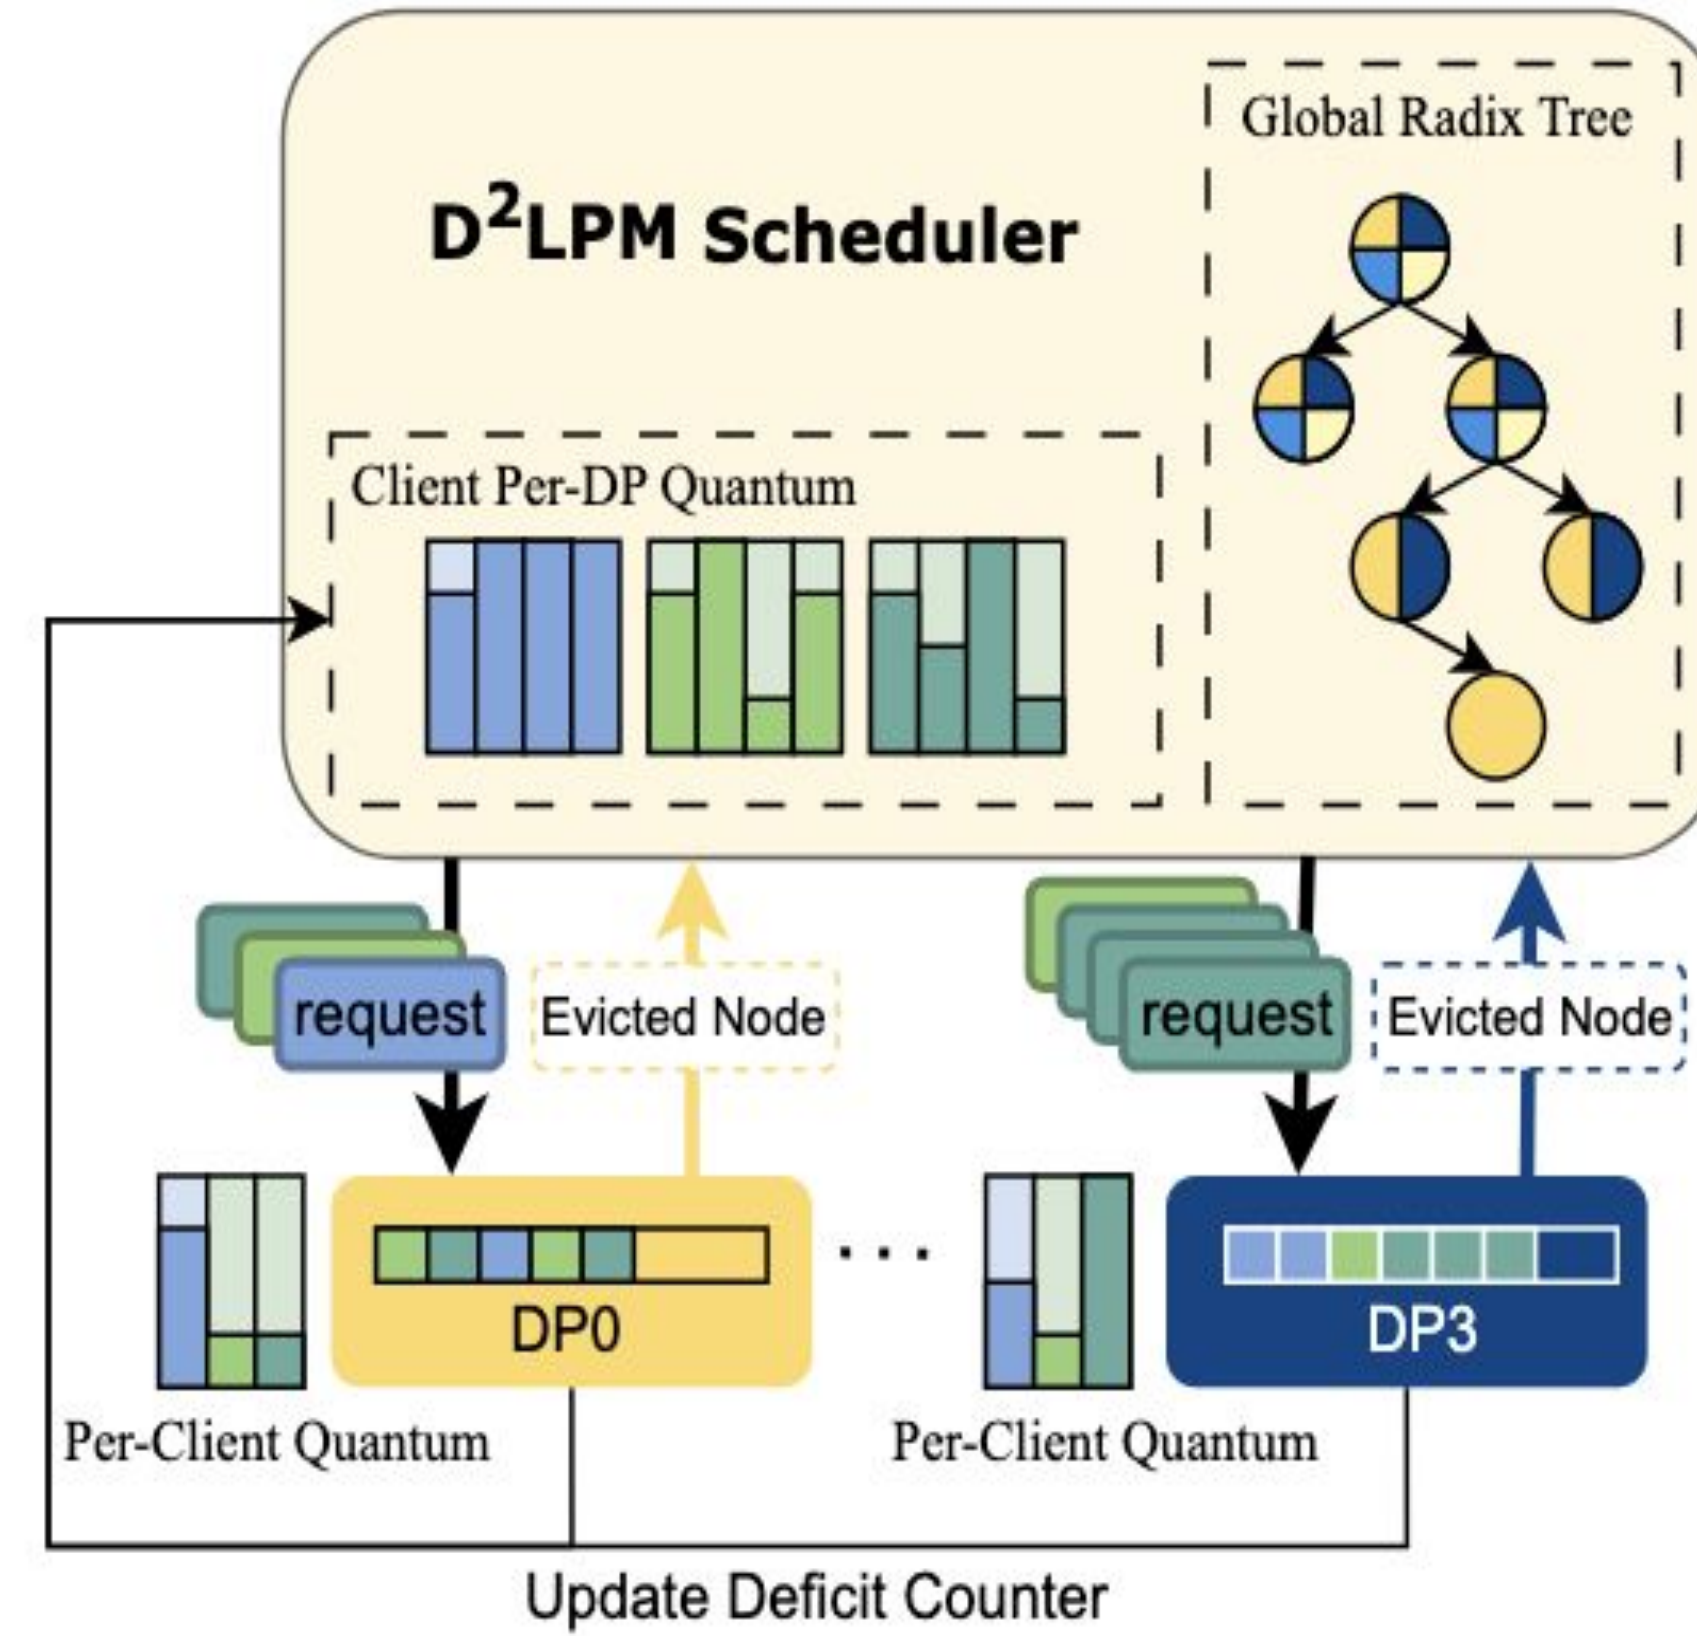 Global Radix Tree
D²LPM Scheduler
Client Per-DP Quantum
request
Evicted Node
request
Evicted Node
...
DP0
DP3
Per-Client Quantum
Per-Client Quantum
Update Deficit Counter